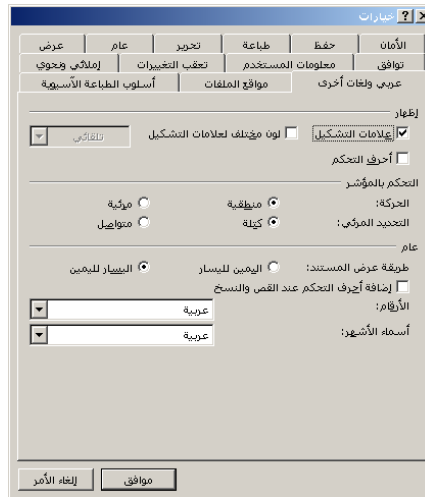 خيارات
الأمان حفظ طباعة تحرير عام عرض
توافق معلومات المستخدم تعقب التغييرات إملائي ونحوي
عربي ولغات أخرى مواقع الملفات أسلوب الطباعة الآسيوية
إظهار
علامات التشكيل لون مختلف لعلامات التشكيل تلقائي
أحرف التحكم
التحكم بالمؤشر
الحركة: منطقية مرئية
التحديد المرئي: كتلة متواصل
عام
طريقة عرض المستند: اليمين لليسار اليسار لليمين
إضافة أحرف التحكم عند القص والنسخ
الأرقام:
عربية
أسماء الأشهر:
عربية
موافق إلغاء الأمر